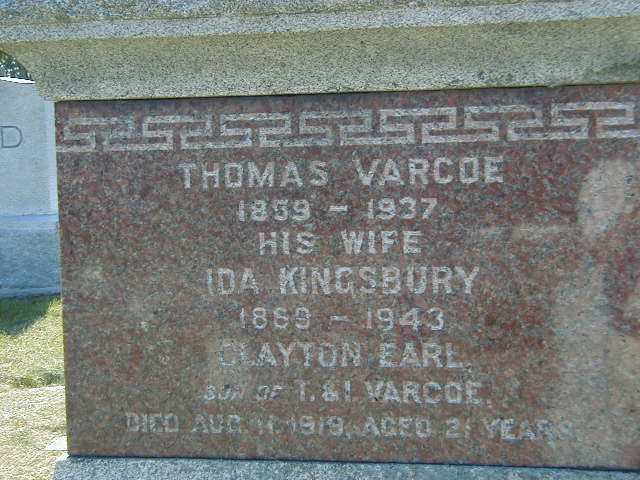 D
THOMAS VARCOE
1859 - 1937
HIS WIFE
IDA KINGSBURY
1869 - 1943
CLAYTON EARL
SON OF T. & I. VARCOE.
DIED AUG. 1919, AGED 21 YEARS.